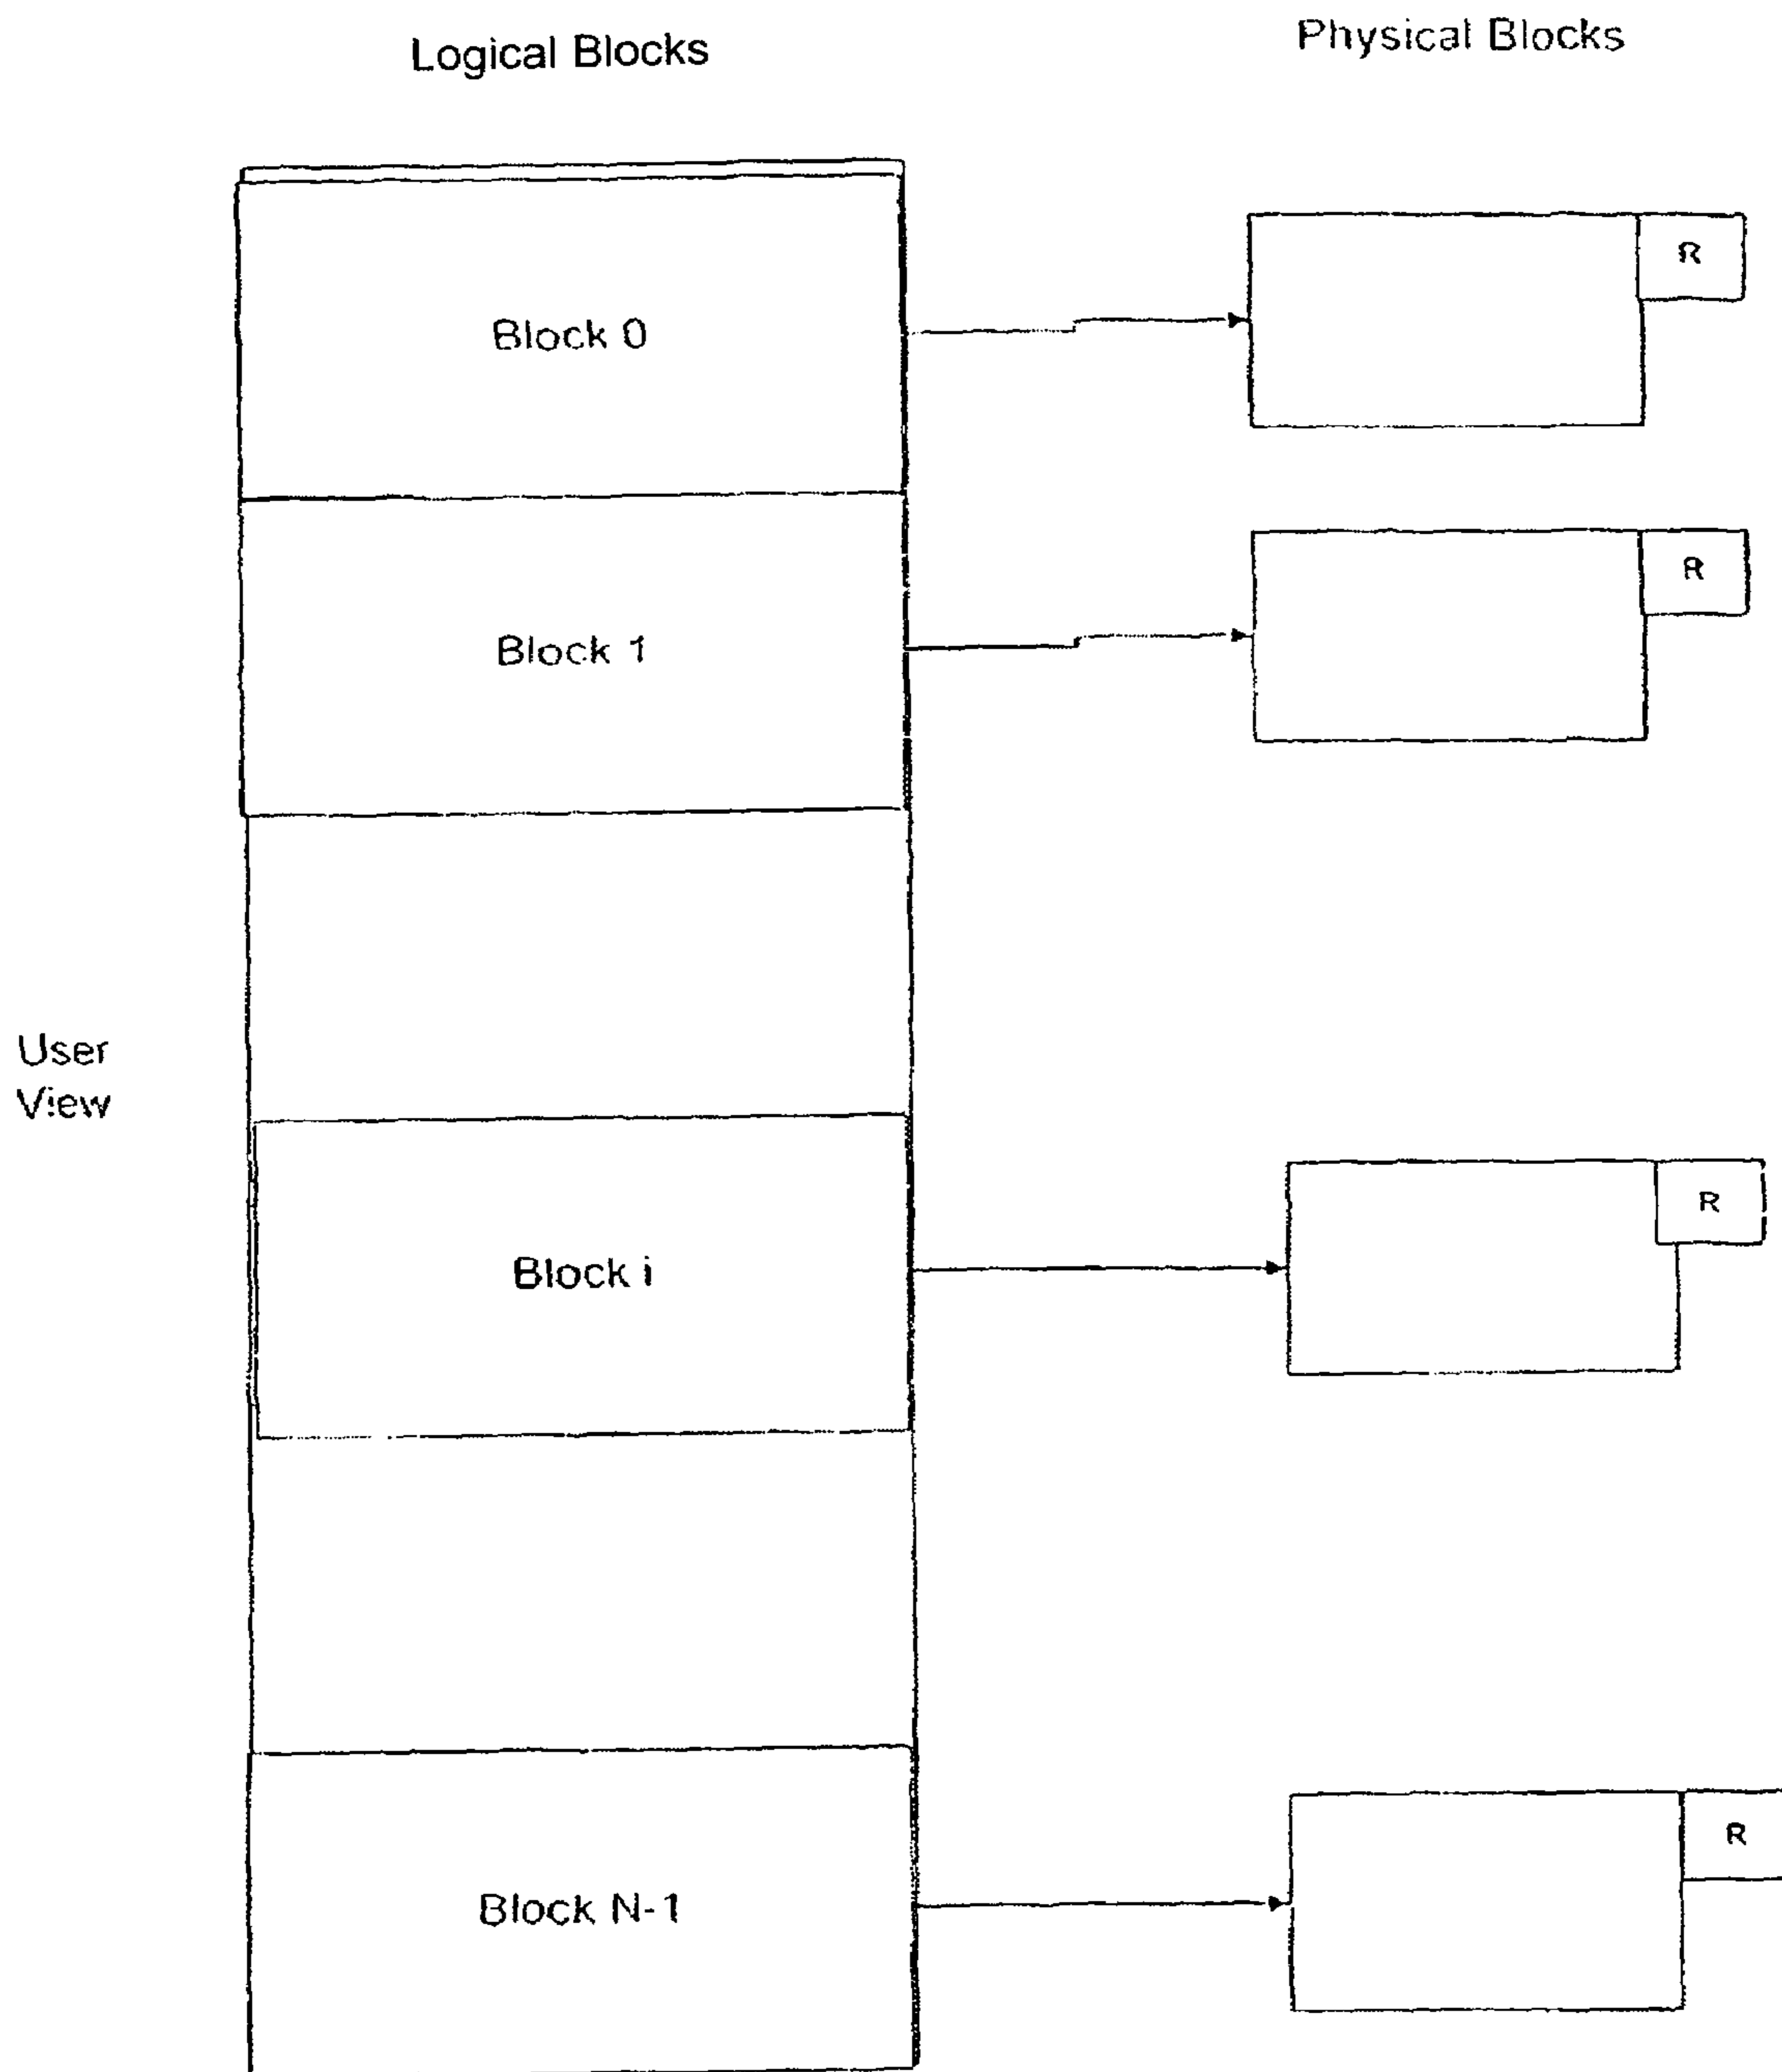 Logical Blocks
Physical Blocks
Block 0
R
Block 1
R
User
View
Block i
R
Block N-1
R